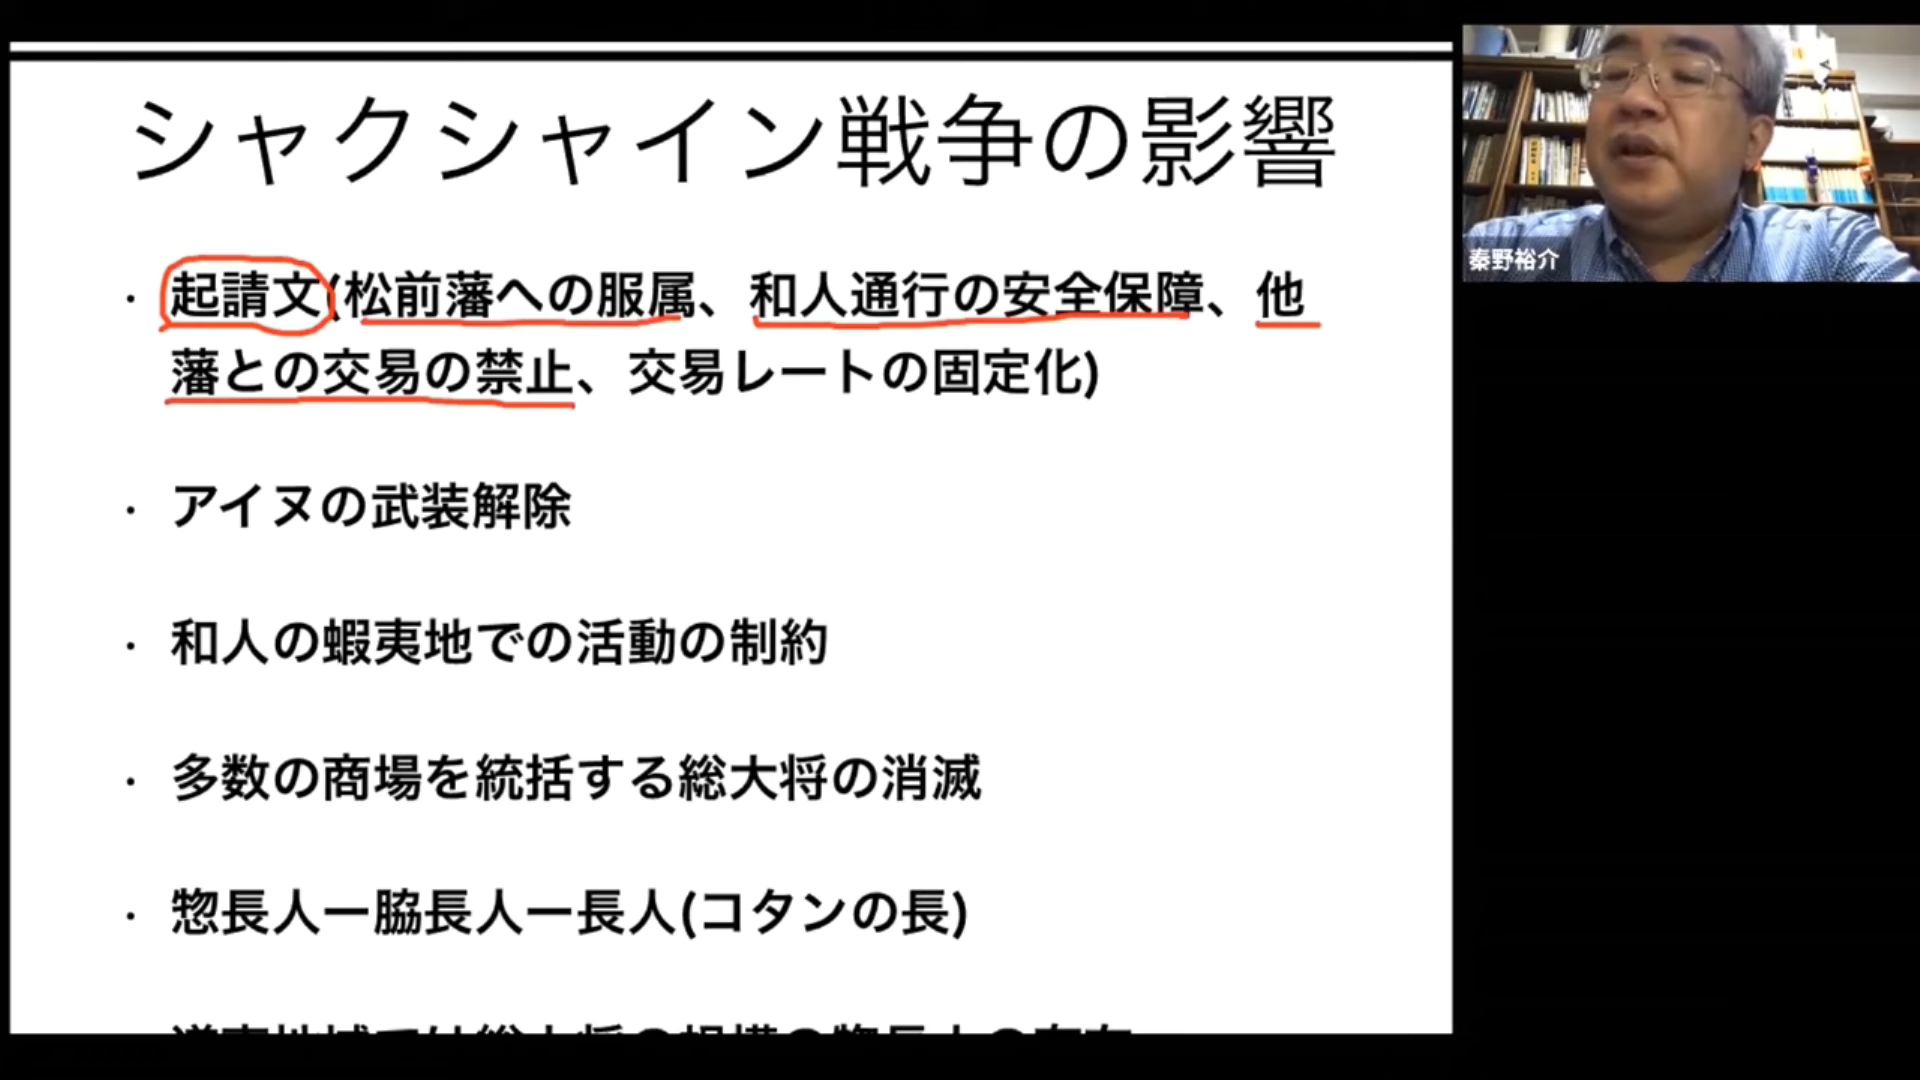 シャクシャイン戦争の影響
・起請文(松前藩への服属、和人通行の安全保障、他
藩との交易の禁止、交易レートの固定化)
・アイヌの武装解除
・和人の蝦夷地での活動の制約
・多数の商場を統括する総大将の消滅
・惣長人ー脇長人ー長人(コタンの長)
秦野裕介